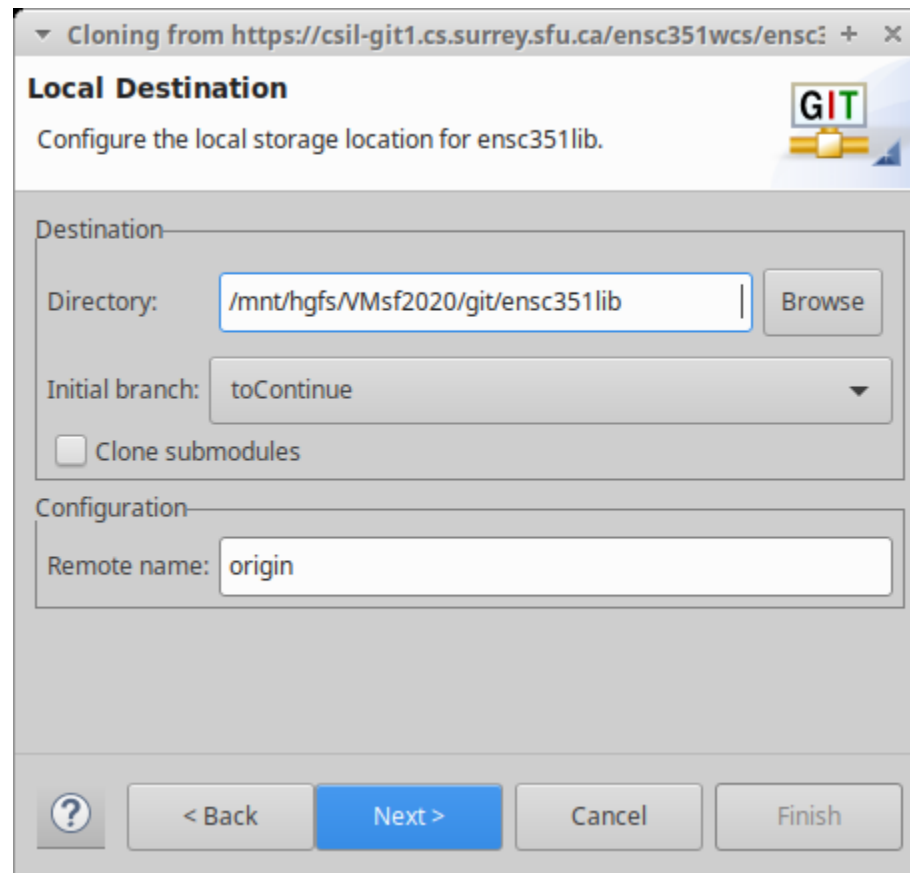 Cloning from https://csil-git1.cs.surrey.sfu.ca/ensc351wcs/ensc3
Local Destination
Configure the local storage location for ensc351lib.
GIT
Destination
Directory: /mnt/hgfs/VMsf2020/git/ensc351lib Browse
Initial branch: toContinue
Clone submodules
Configuration
Remote name: origin
? < Back Next > Cancel Finish